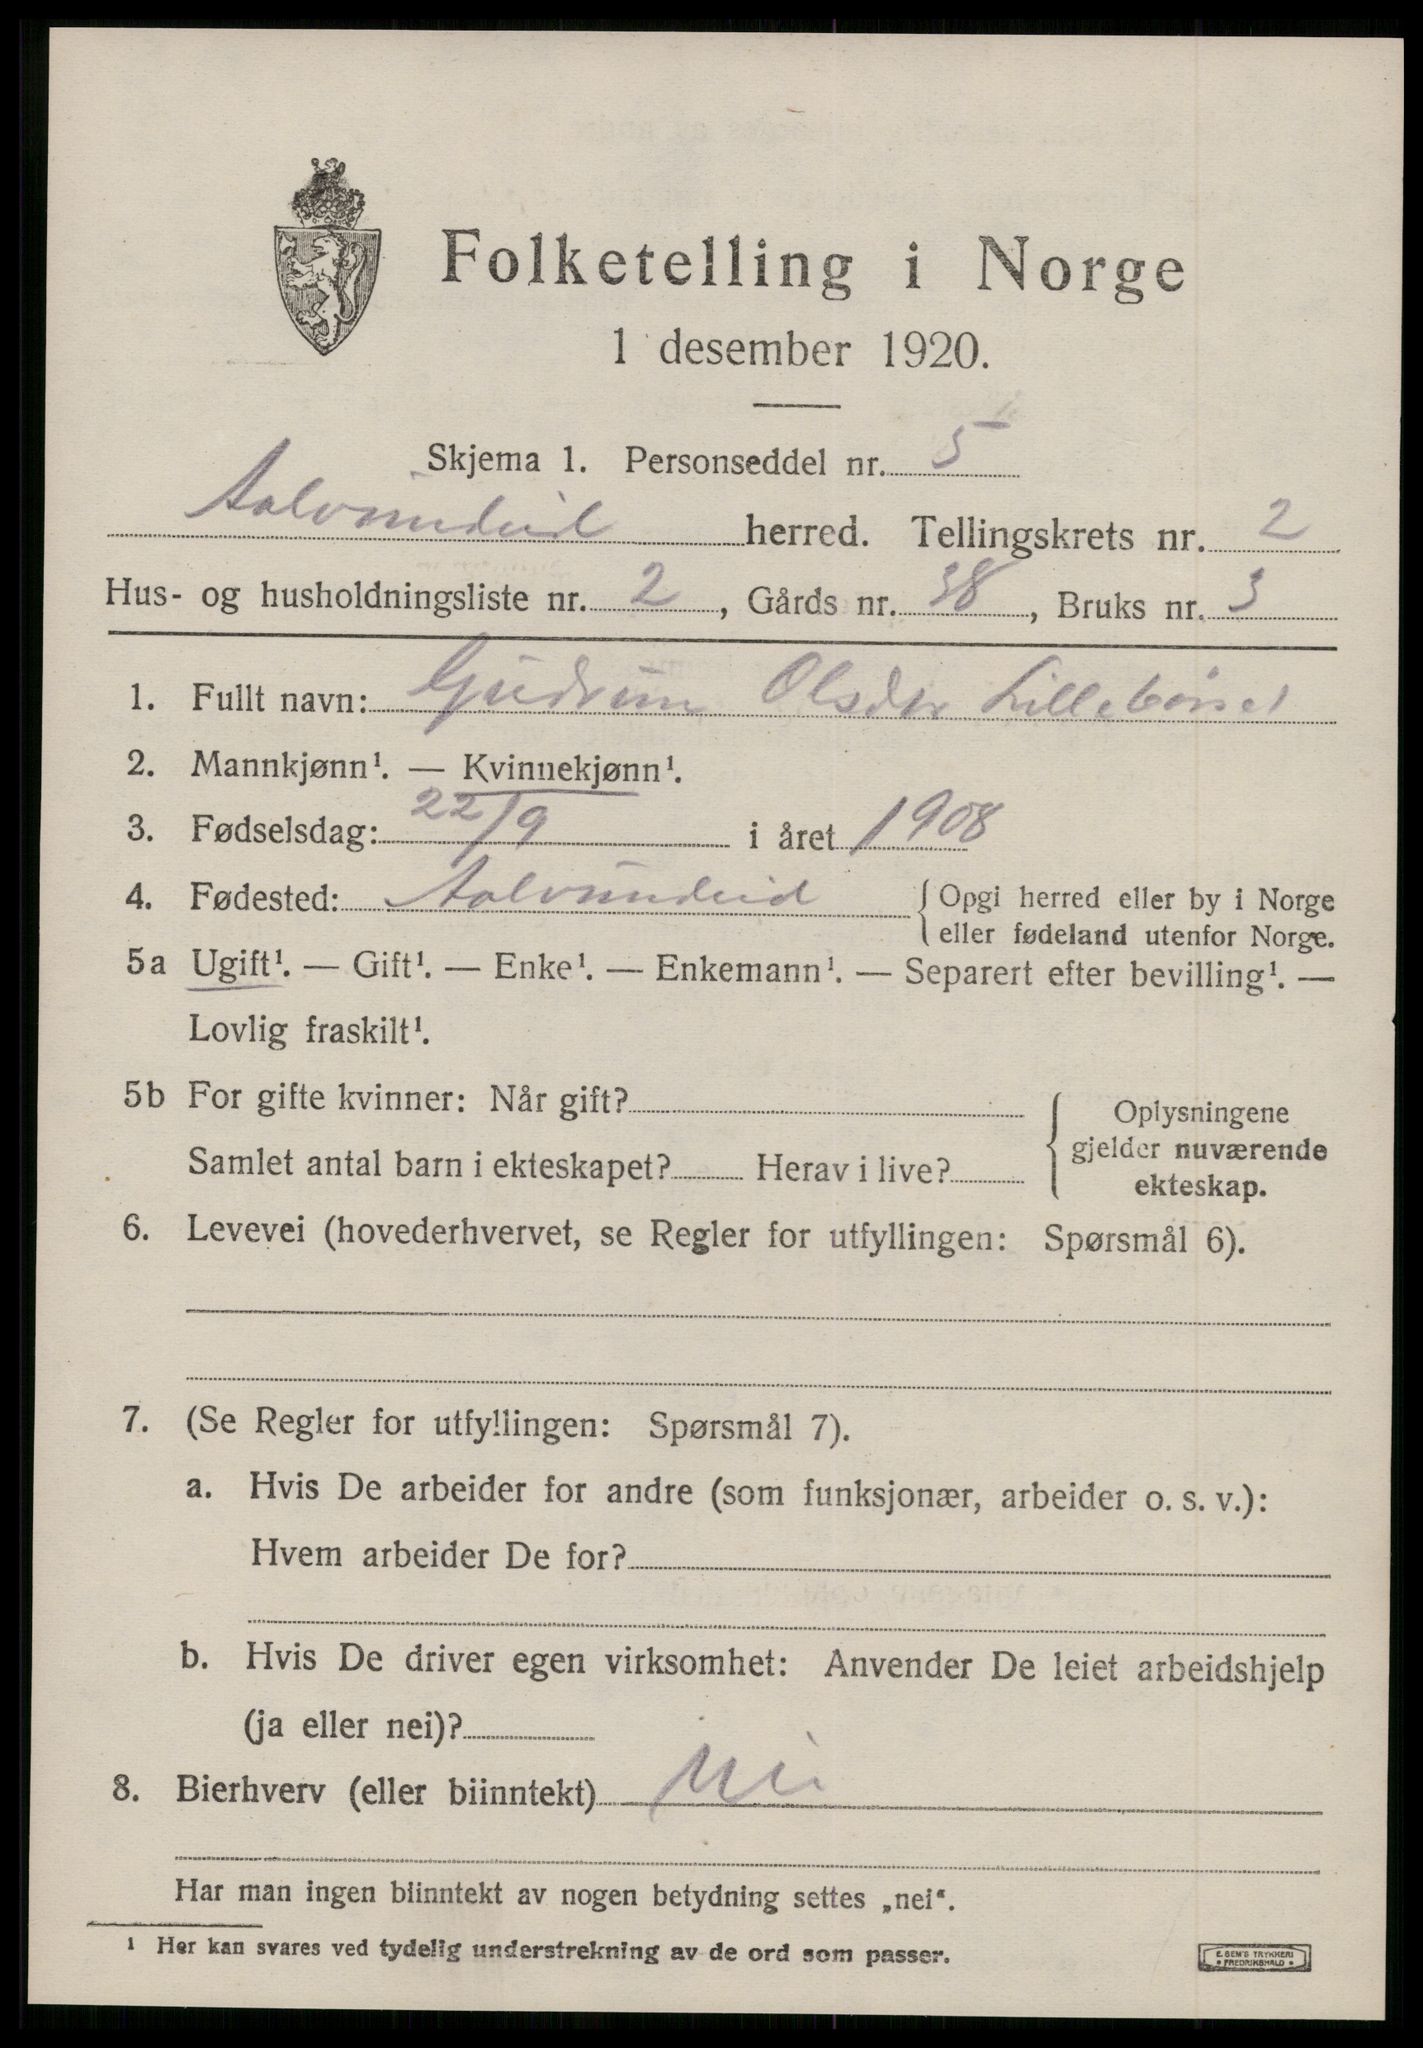 Folketelling i Norge
1 desember 1920.
Skjema 1. Personseddel nr. 5
Aalvundeid herred. Tellingskrets nr. 2
Hus- og husholdningsliste nr. 2, Gårds nr. 38, Bruks nr. 3
1. Fullt navn: Gudrun Olsdtr Lillebörset
2. Mannkjønn¹. — Kvinnekjønn¹.
3. Fødselsdag: 22/9 i året 1908
4. Fødested: Aalvundeid {Opgi herred eller by i Norge
eller fødeland utenfor Norge.
5a Ugift¹. — Gift¹. — Enke¹. — Enkemann¹. — Separert efter bevilling¹. —
Lovlig fraskilt¹.
5b For gifte kvinner: Når gift?
Samlet antal barn i ekteskapet? Herav i live?
{Oplysningene
gjelder nuværende
ekteskap.
6. Levevei (hovederhvervet, se Regler for utfyllingen: Spørsmål 6).
7. (Se Regler for utfyllingen: Spørsmål 7).
a. Hvis De arbeider for andre (som funksjonær, arbeider o. s. v.):
Hvem arbeider De for?
b. Hvis De driver egen virksomhet: Anvender De leiet arbeidshjelp
(ja eller nei)?
8. Bierhverv (eller biinntekt) Nei
Har man ingen biinntekt av nogen betydning settes „nei“.
¹ Her kan svares ved tydelig understrekning av de ord som passer.
E. SEM'S TRYKKERI
• FREDRIKSHALD •